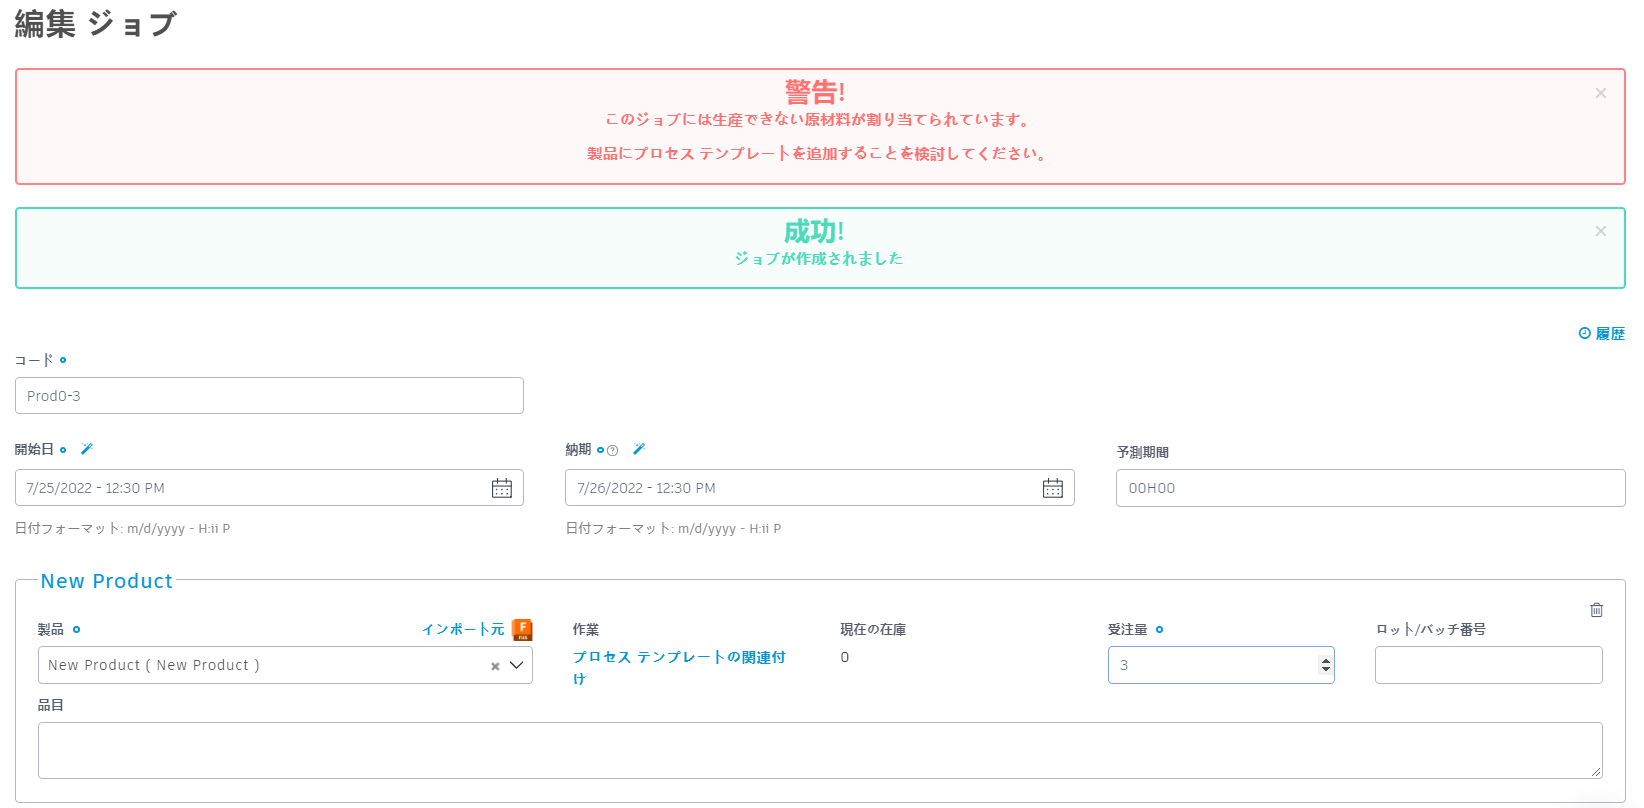 編集 ジョブ
警告!
このジョブには生産できない原材料が割り当てられています。
製品にプロセス テンプレートを追加することを検討してください。
成功!
ジョブが作成されました
履歴
コード
ProdO-3
開始日
納期
予測期間
7/25/2022 - 12:30 PM
7/26/2022 - 12:30 PM
00H00
日付フォーマット: m/d/yyyy - H:ii P
日付フォーマット: m/d/yyyy - H:ii P
New Product
製品
インポート元
作業
現在の在庫
受注量
ロット/バッチ番号
New Product ( New Product )
プロセス テンプレートの関連付
け
0
3
品目